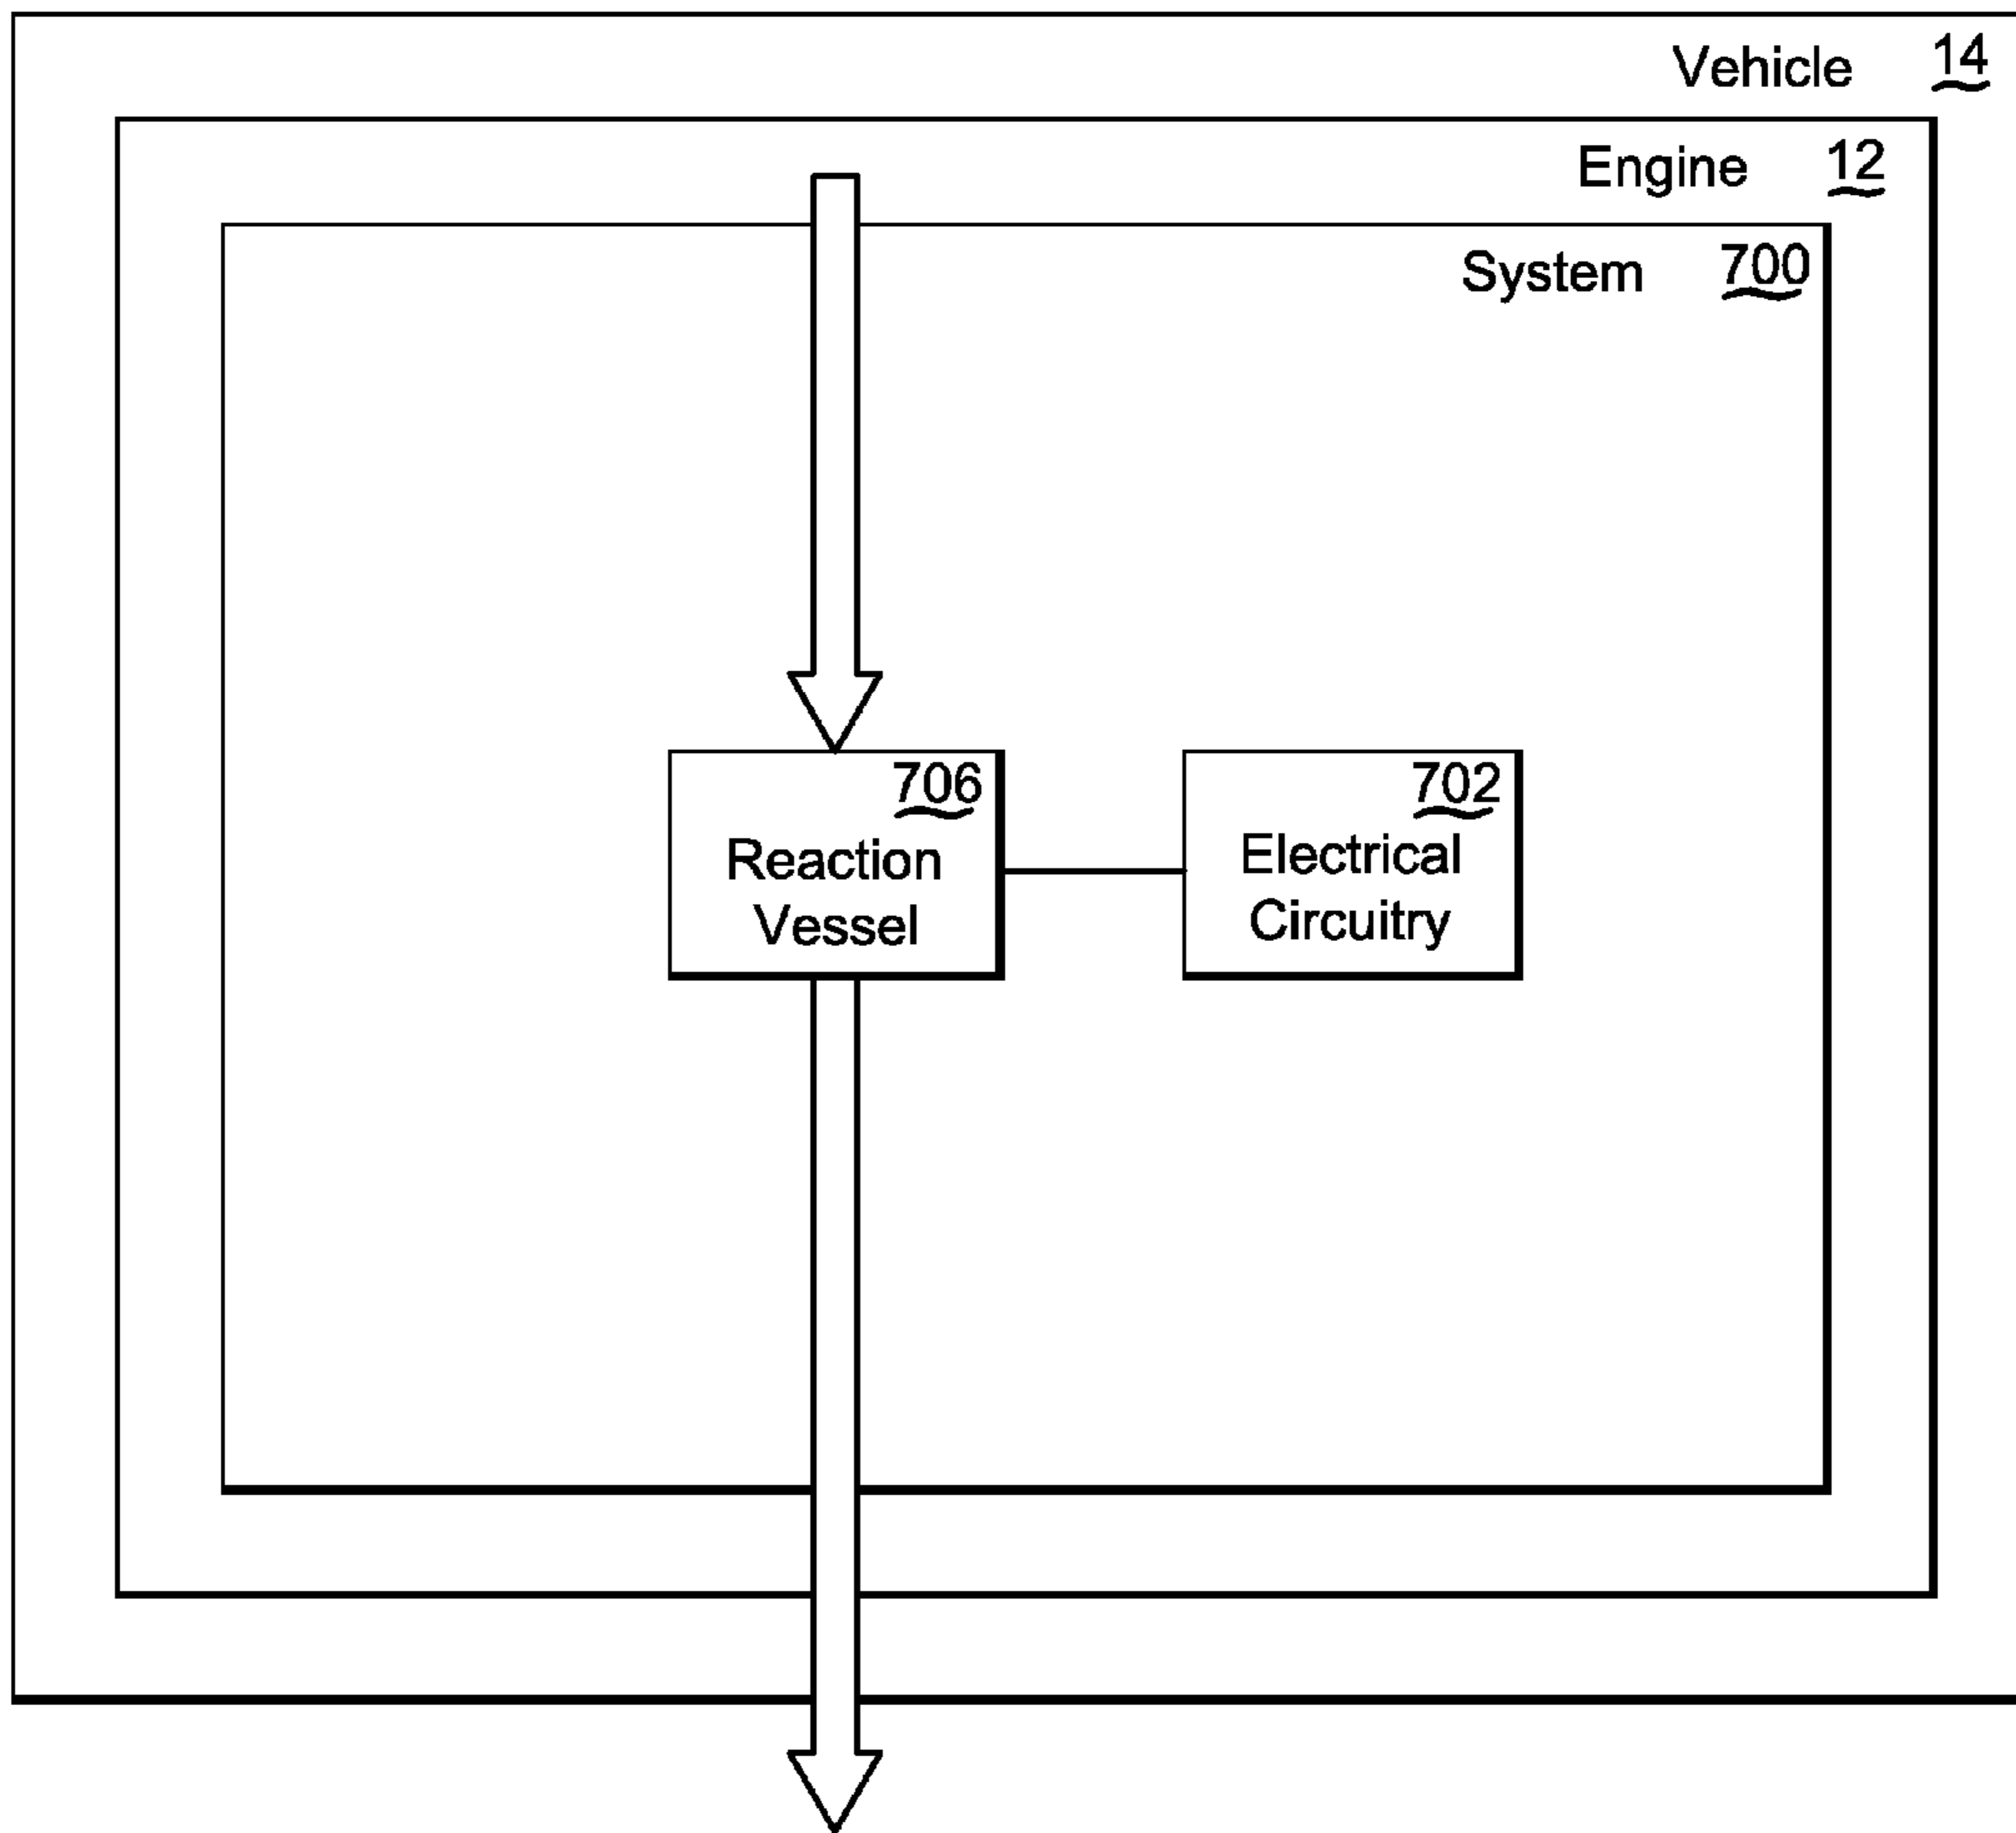 Vehicle 14
Engine 12
System 700
706
Reaction
Vessel
702
Electrical
Circuitry